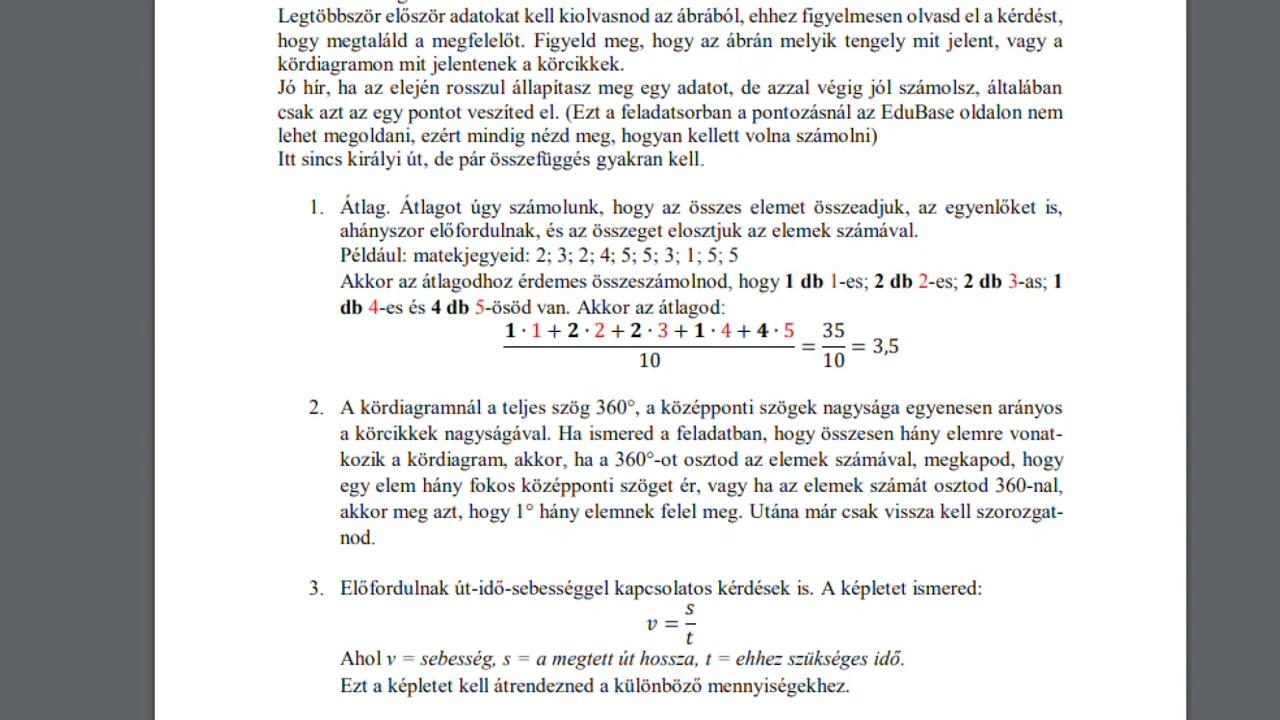 Legtöbbször először adatokat kell kiolvasnod az ábrából, ehhez figyelmesen olvasd el a kérdést,
hogy megtaláld a megfelelőt. Figyeld meg, hogy az ábrán melyik tengely mit jelent, vagy a
kördiagramon mit jelentenek a körcikkek.
Jó hír, ha az elején rosszul állapítasz meg egy adatot, de azzal végig jól számolsz, általában
csak azt az egy pontot veszíted el. (Ezt a feladatsorban a pontozásnál az EduBase oldalon nem
lehet megoldani, ezért mindig nézd meg, hogyan kellett volna számolni)
Itt sincs királyi út, de pár összefüggés gyakran kell.
1. Átlag. Átlagot úgy számolunk, hogy az összes elemet összeadjuk, az egyenlőket is,
ahányszor előfordulnak, és az összeget elosztjuk az elemek számával.
Például: matekjegyeid: 2; 3; 2; 4; 5; 5; 3; 1; 5; 5
Akkor az átlagodhoz érdemes összeszámolnod, hogy 1 db 1-es; 2 db 2-es; 2 db 3-as; 1
db 4-es és 4 db 5-ösöd van. Akkor az átlagod:
1 · 1 + 2 · 2 + 2 · 3 + 1 · 4 + 4 · 5
10
= 35/10 = 3,5
2. A kördiagramnál a teljes szög 360°, a középponti szögek nagysága egyenesen arányos
a körcikkek nagyságával. Ha ismered a feladatban, hogy összesen hány elemre vonat-
kozik a kördiagram, akkor, ha a 360°-ot osztod az elemek számával, megkapod, hogy
egy elem hány fokos középponti szöget ér, vagy ha az elemek számát osztod 360-nal,
akkor meg azt, hogy 1° hány elemnek felel meg. Utána már csak vissza kell szorozgat-
nod.
3. Előfordulnak út-idő-sebességgel kapcsolatos kérdések is. A képletet ismered:
v = s/t
Ahol v = sebesség, s = a megtett út hossza, t = ehhez szükséges idő.
Ezt a képletet kell átrendezned a különböző mennyiségekhez.